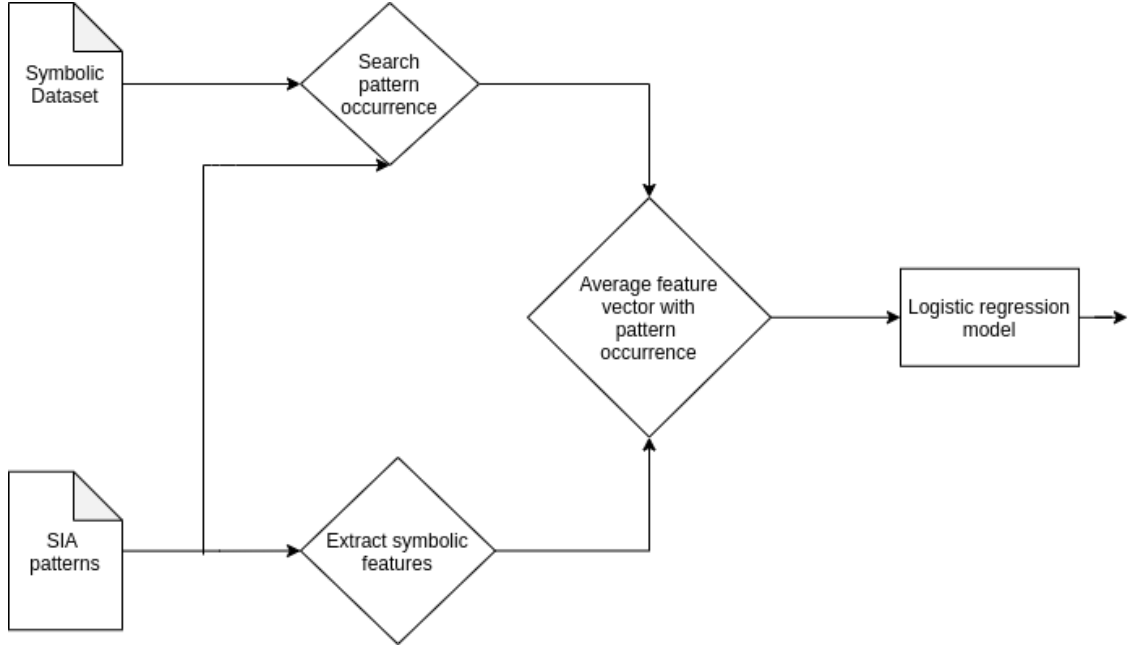 Symbolic
Dataset
Search
pattern
occurrence
Average feature
vector with
pattern
occurrence
Logistic regression
model
SIA
patterns
Extract symbolic
features